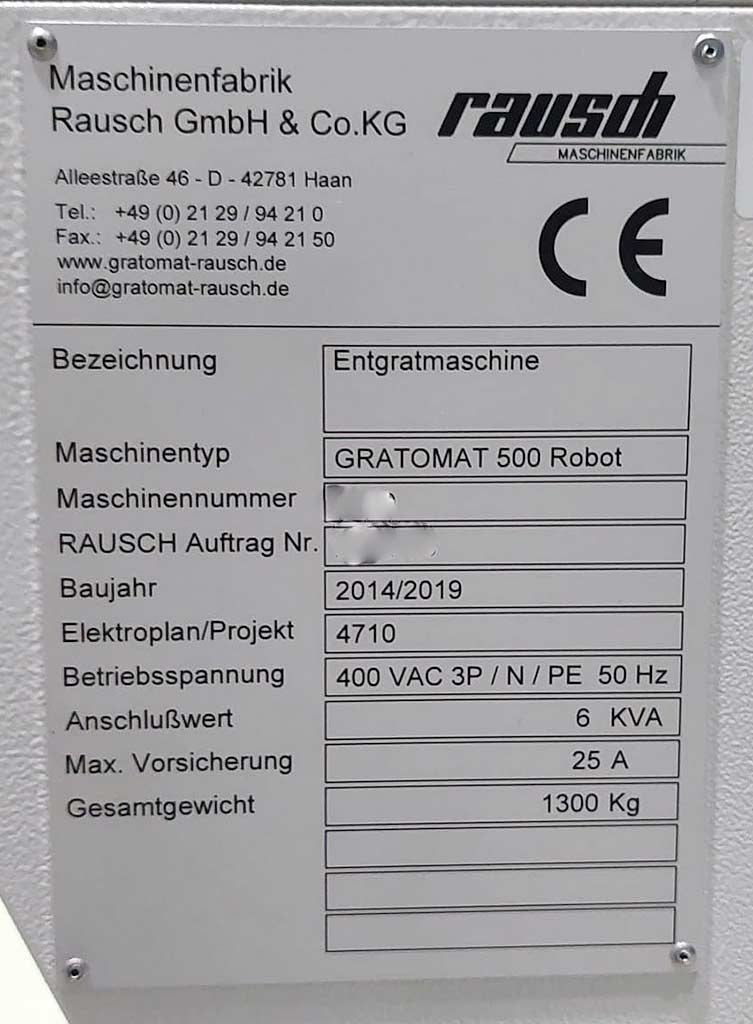 Maschinenfabrik
Rausch GmbH & Co.KG
rausch
MASCHINENFABRIK
Alleestraße 46 - D - 42781 Haan
Tel.: +49 (0) 21 29 / 94 21 0
Fax.: +49 (0) 21 29 / 94 21 50
www.gratomat-rausch.de
info@gratomat-rausch.de
CE
Bezeichnung Entgratmaschine
Maschinentyp GRATOMAT 500 Robot
Maschinennummer
RAUSCH Auftrag Nr.
Baujahr 2014/2019
Elektroplan/Projekt 4710
Betriebsspannung 400 VAC 3P / N / PE 50 Hz
Anschlußwert 6 KVA
Max. Vorsicherung 25 A
Gesamtgewicht 1300 Kg